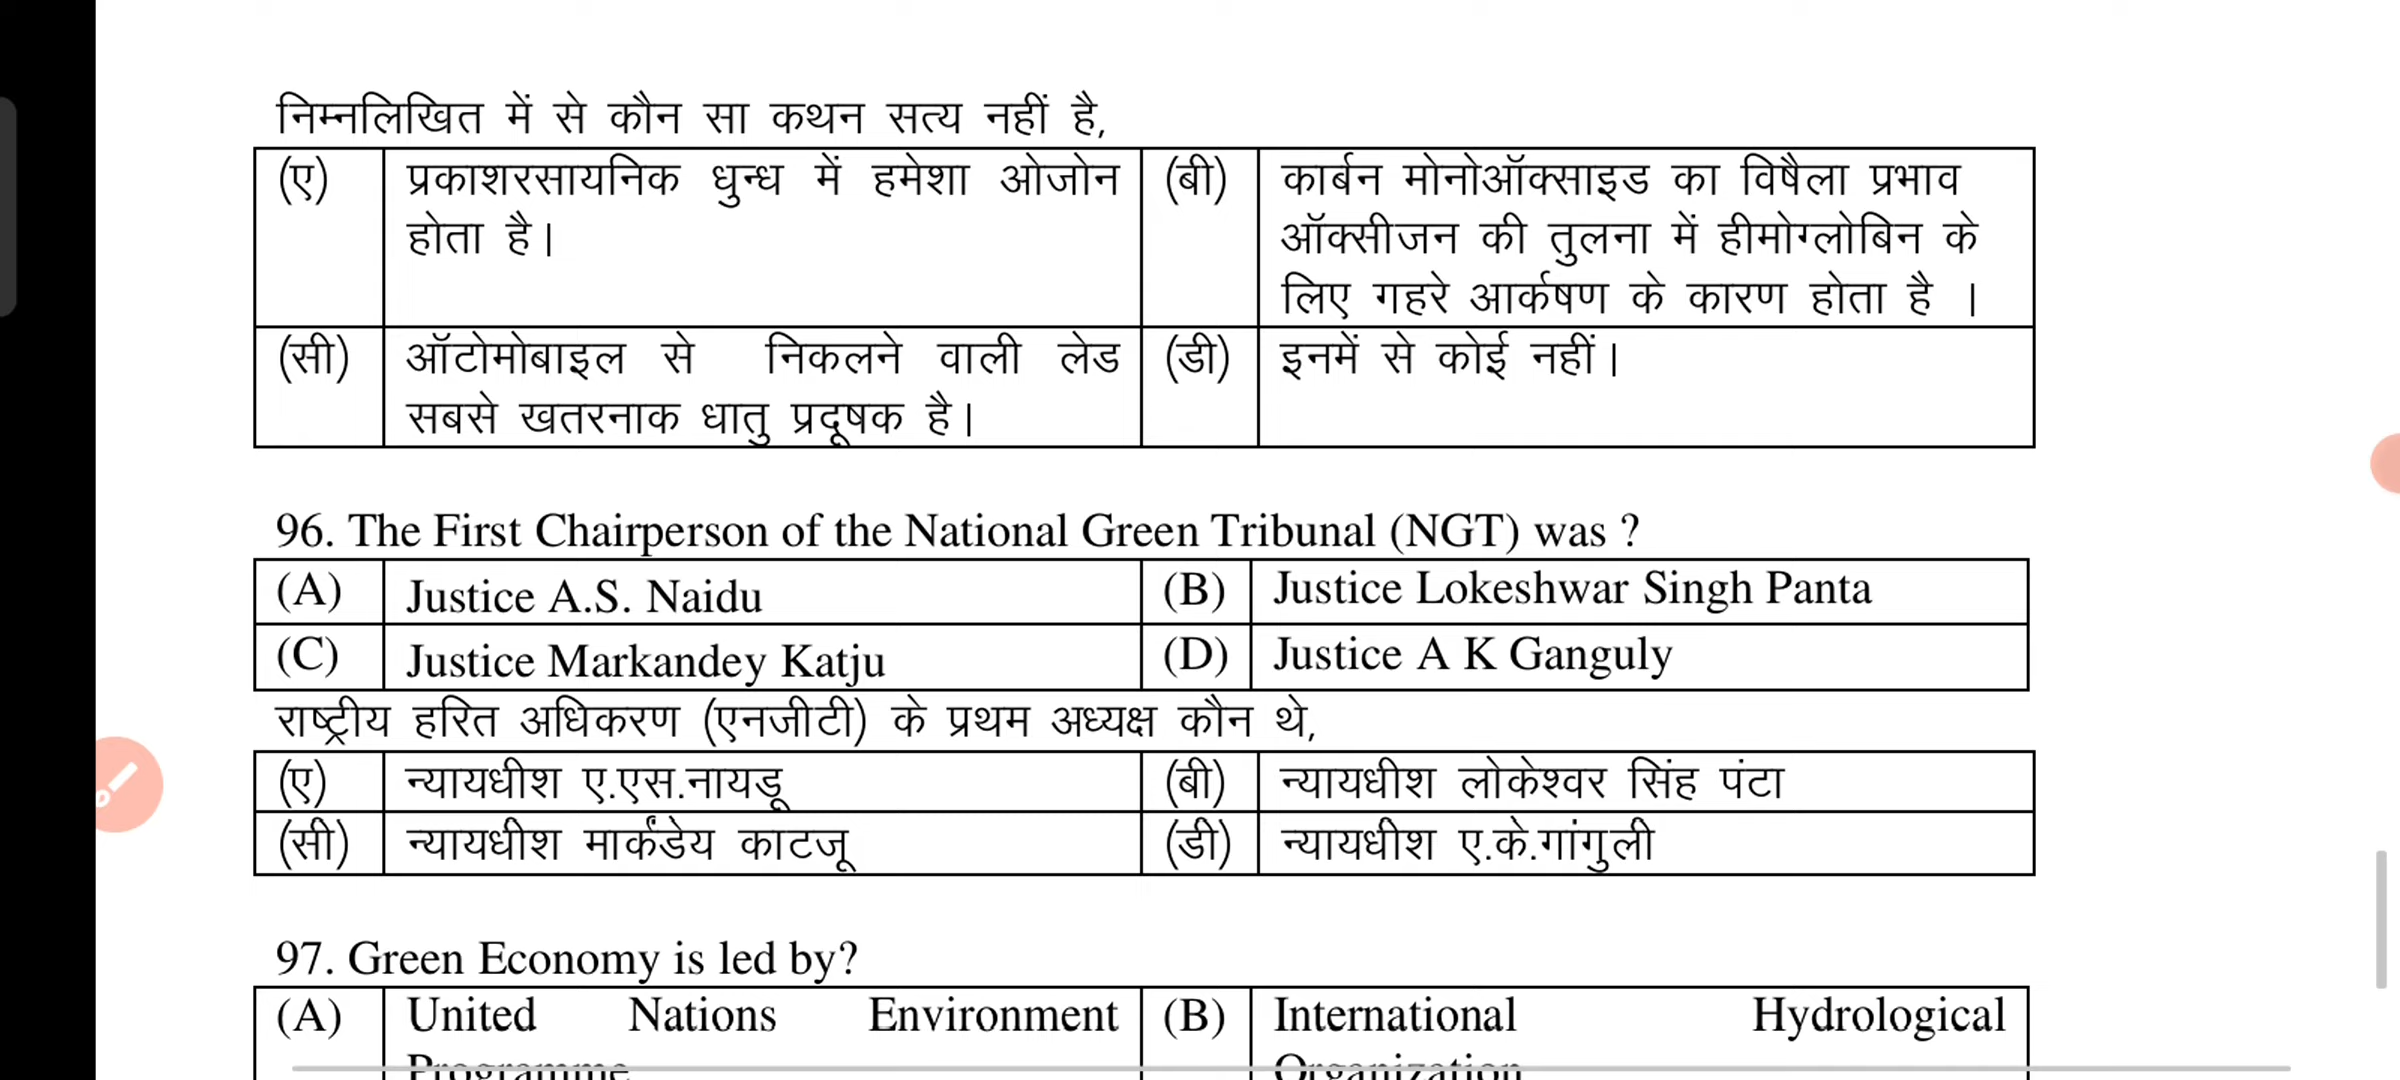 निम्नलिखित में से कौन सा कथन सत्य नहीं है,
(ए) प्रकाशरसायनिक धुन्ध में हमेशा ओजोन (बी) कार्बन मोनोऑक्साइड का विषैला प्रभाव
होता है। ऑक्सीजन की तुलना में हीमोग्लोबिन के
लिए गहरे आर्कषण के कारण होता है ।
(सी) ऑटोमोबाइल से निकलने वाली लेड (डी) इनमें से कोई नहीं।
सबसे खतरनाक धातु प्रदूषक है।
96. The First Chairperson of the National Green Tribunal (NGT) was ?
(A) Justice A.S. Naidu (B) Justice Lokeshwar Singh Panta
(C) Justice Markandey Katju (D) Justice A K Ganguly
राष्ट्रीय हरित अधिकरण (एनजीटी) के प्रथम अध्यक्ष कौन थे,
(ए) न्यायधीश ए.एस.नायडू (बी) न्यायधीश लोकेश्वर सिंह पंटा
(सी) न्यायधीश मार्कंडेय काटजू (डी) न्यायधीश ए.के.गांगुली
97. Green Economy is led by?
(A) United Nations Environment (B) International Hydrological
Programme Organization